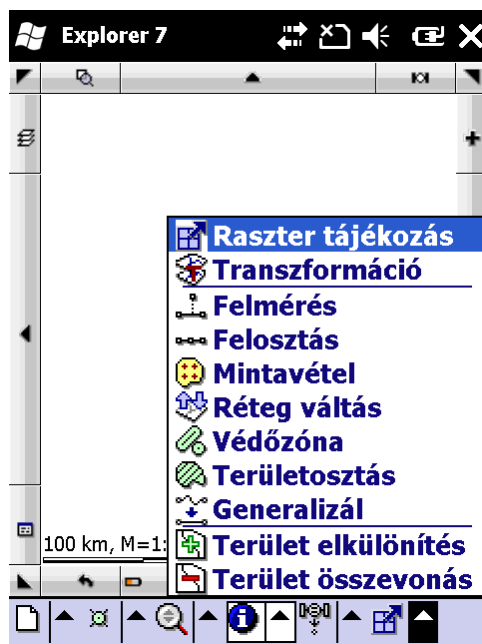 Explorer 7
Raszter tájékozás
Transzformáció
Felmérés
Felosztás
Mintavétel
Réteg váltás
Védőzóna
Területosztás
Generalizál
100 km, M=1:
Terület elkülönítés
Terület összevonás